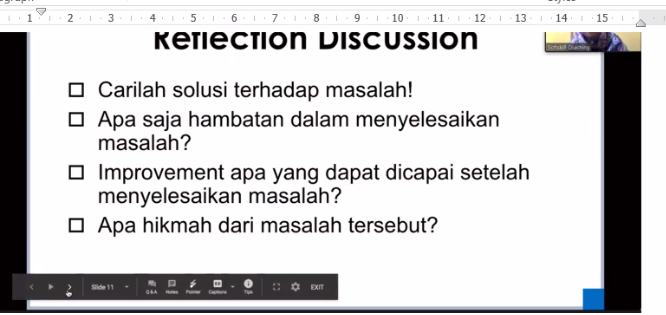 1 2 3 4 5 6 7 8 9 10 11 12 13 14 15
Reflection Discussion
Carilah solusi terhadap masalah!
Apa saja hambatan dalam menyelesaikan
masalah?
Improvement apa yang dapat dicapai setelah
menyelesaikan masalah?
Apa hikmah dari masalah tersebut?
Slide 11
Q&A Notes Pointer Captions Tips EXIT